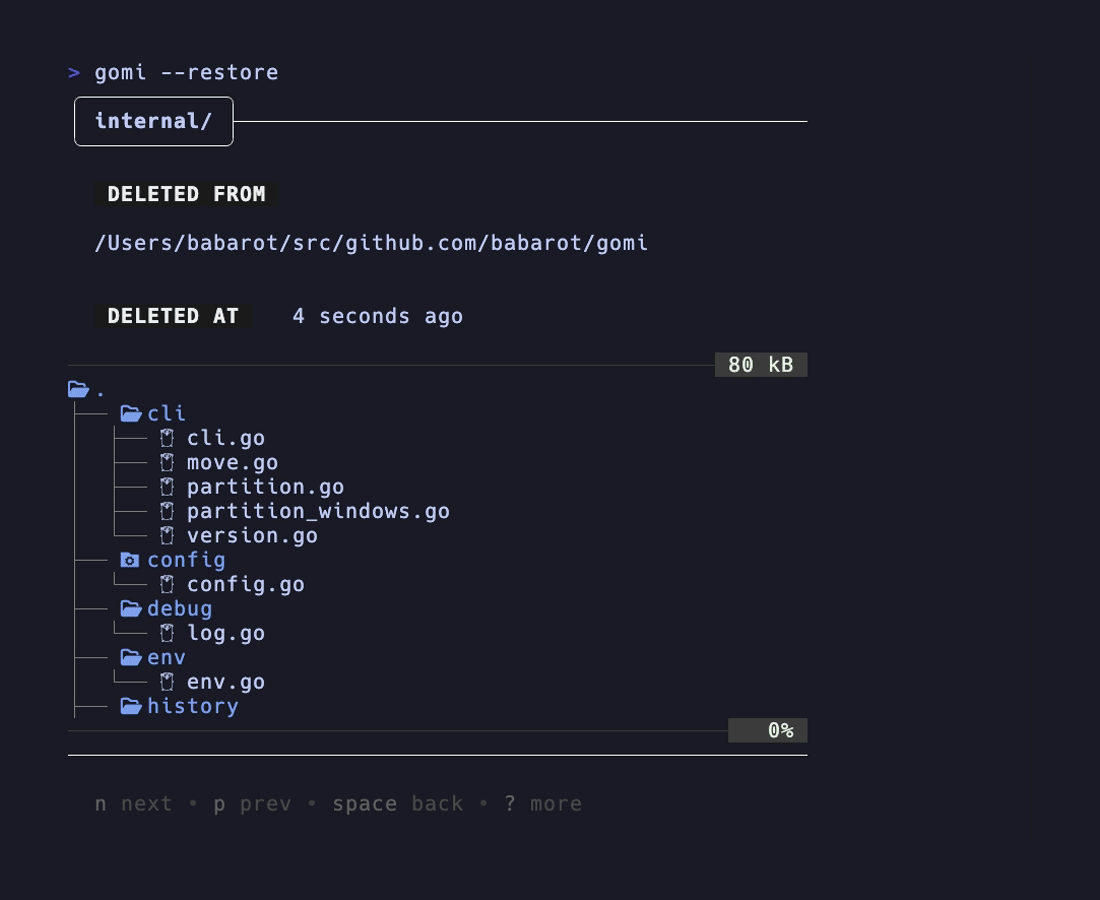 > gomi --restore
internal/
DELETED FROM
/Users/babarot/src/github.com/babarot/gomi
DELETED AT 4 seconds ago
80 kB
.
cli
cli.go
move.go
partition.go
partition_windows.go
version.go
config
config.go
debug
log.go
env
env.go
history
0%
n next • p prev • space back • ? more